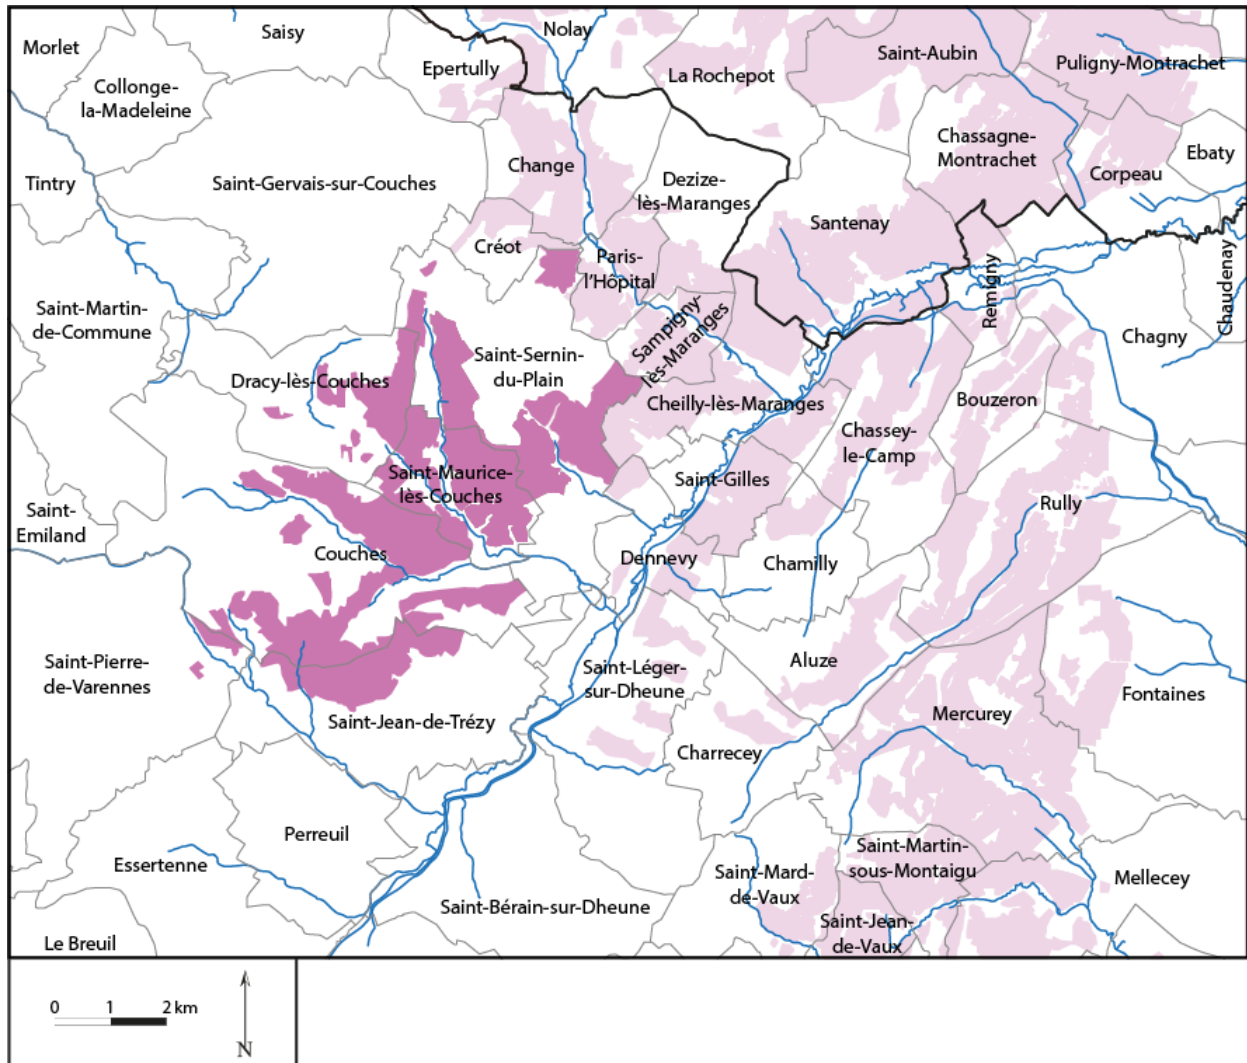 Morlet
Saisy
Nolay
Saint-Aubin
Puligny-Montrachet
Collonge-
la-Madeleine
Epertully
La Rochepot
Chassagne-
Montrachet
Ebaty
Tintry
Saint-Gervais-sur-Couches
Change
Dezize-
lès-Maranges
Corpeau
Créot
Paris-
l'Hôpital
Santenay
Remigny
Chaudenay
Saint-Martin-
de-Commune
Sampigny-
lès-Maranges
Chagny
Dracy-lès-Couches
Saint-Sernin-
du-Plain
Cheilly-lès-Maranges
Bouzeron
Chassey-
le-Camp
Saint-Maurice-
lès-Couches
Saint-Gilles
Rully
Saint-
Emiland
Couches
Dennevy
Chamilly
Saint-Pierre-
de-Varennes
Saint-Léger-
sur-Dheune
Aluze
Fontaines
Saint-Jean-de-Trézy
Mercurey
Charrecey
Perreuil
Essertenne
Saint-Martin-
sous-Montaigu
Saint-Mard-
de-Vaux
Mellecey
Saint-Bérain-sur-Dheune
Saint-Jean-
de-Vaux
Le Breuil
0 1 2 km
N